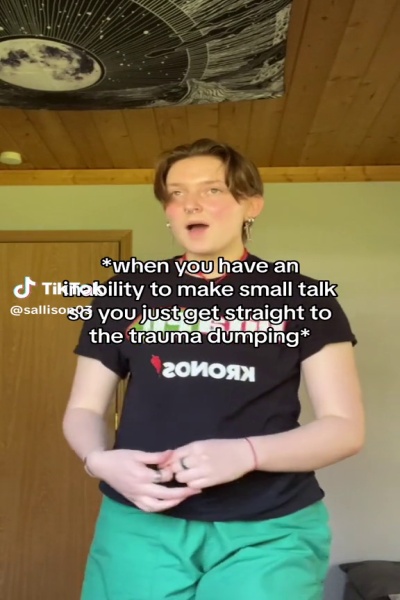 *when you have an
TikTok
inability to make small talk
@sallison03
so you just get straight to
the trauma dumping*
KRONOS